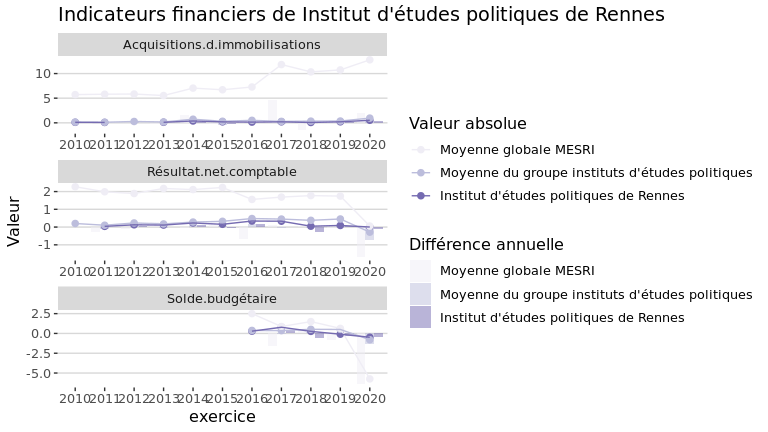 Indicateurs financiers de Institut d'études politiques de Rennes
Acquisitions.d.immobilisations
10
5
0
2010 2011 2012 2013 2014 2015 2016 2017 2018 2019 2020
Résultat.net.comptable
2
1
0
-1
2010 2011 2012 2013 2014 2015 2016 2017 2018 2019 2020
Solde.budgétaire
2.5
0.0
-2.5
-5.0
2010 2011 2012 2013 2014 2015 2016 2017 2018 2019 2020
exercice
Valeur
Valeur absolue
Moyenne globale MESRI
Moyenne du groupe instituts d'études politiques
Institut d'études politiques de Rennes
Différence annuelle
Moyenne globale MESRI
Moyenne du groupe instituts d'études politiques
Institut d'études politiques de Rennes